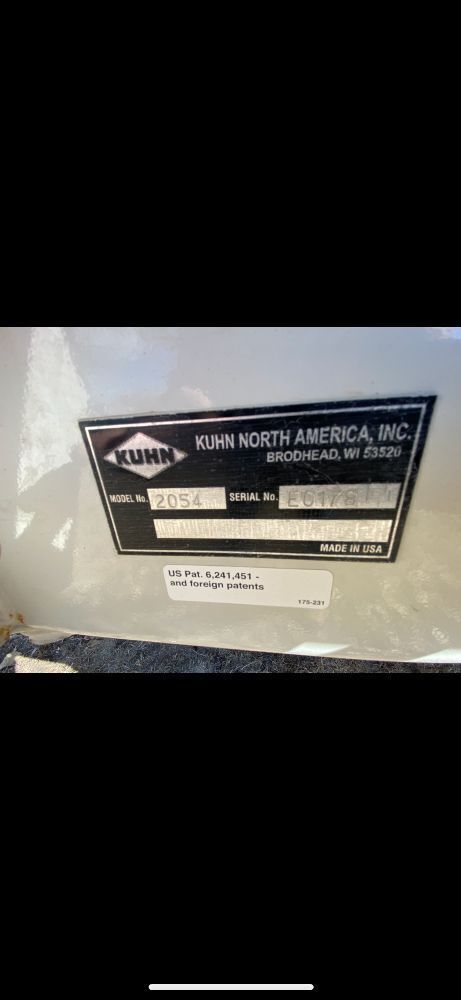 KUHN
KUHN NORTH AMERICA, INC.
BRODHEAD, WI 53520
MODEL No. 2054
SERIAL No.
MADE IN USA
US Pat. 6,241,451 -
and foreign patents
175-231